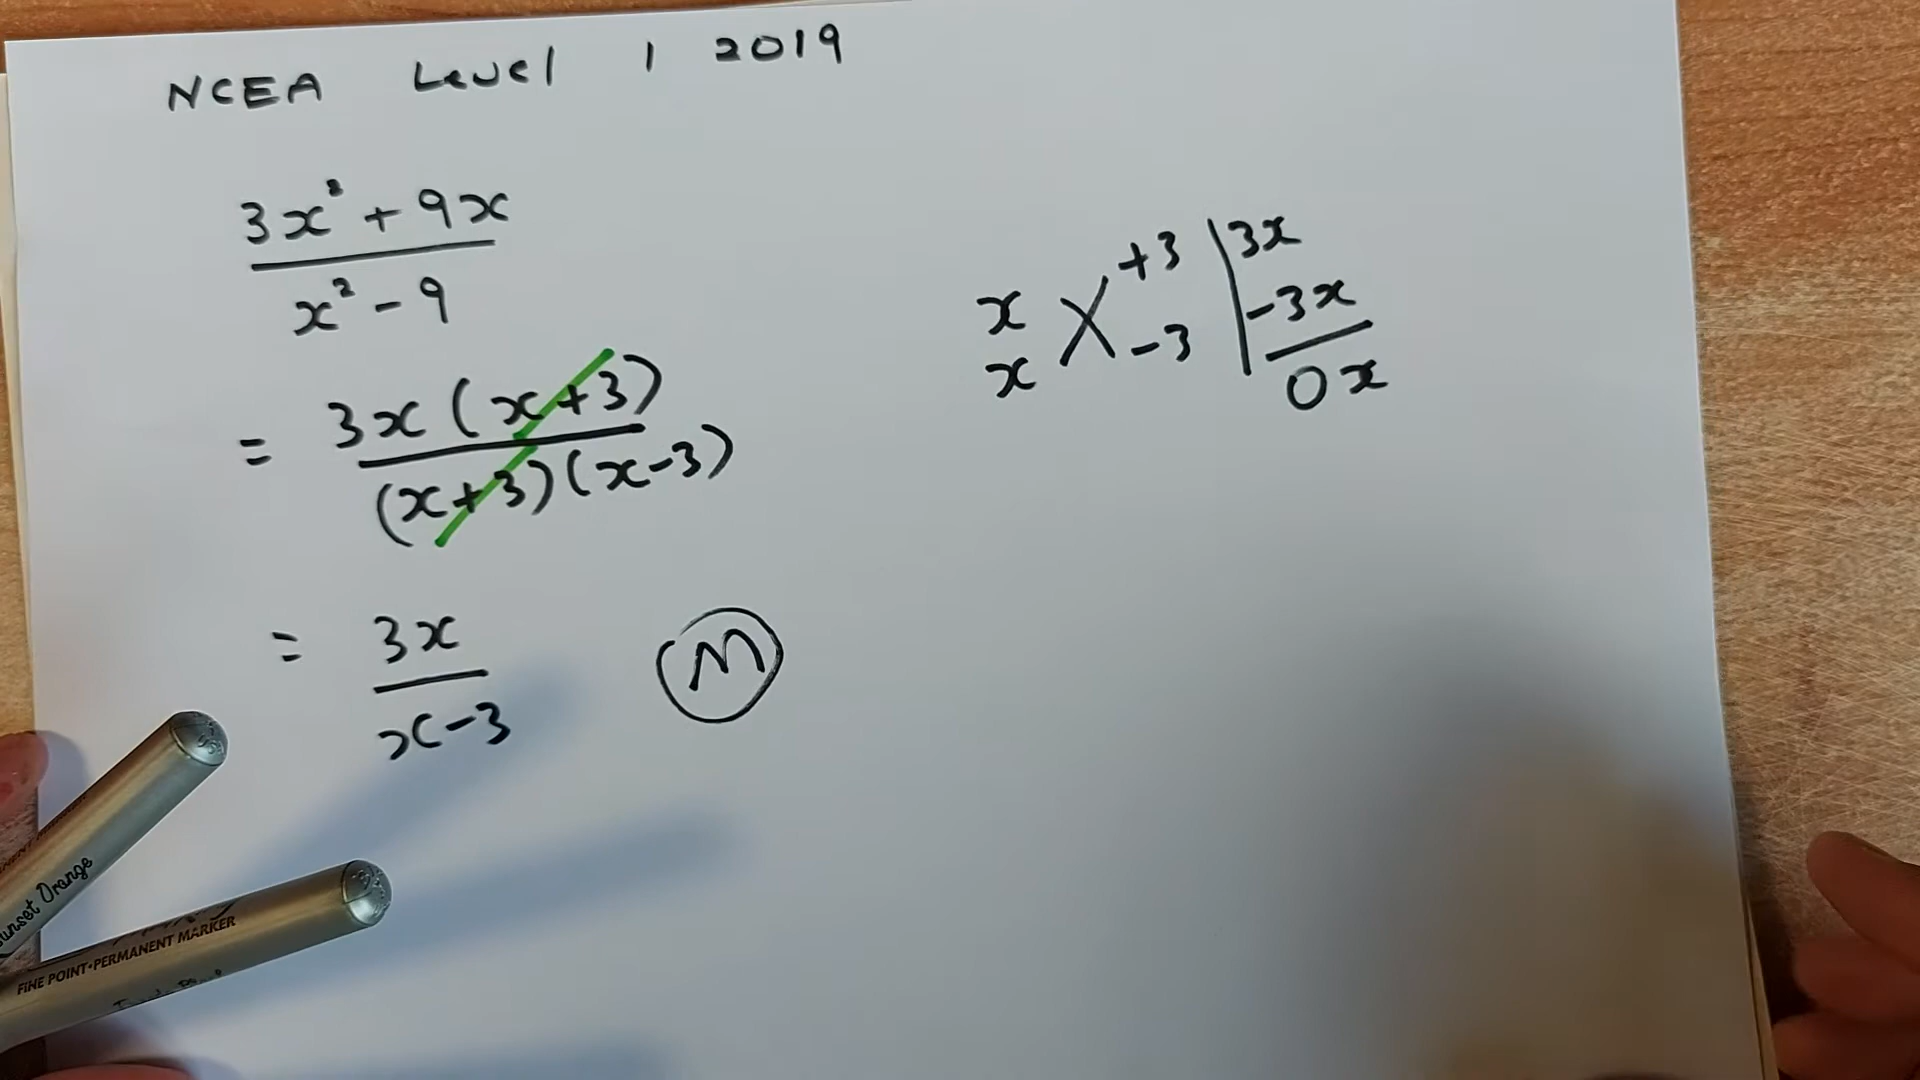 NCEA Level 1 2019
3x² + 9x
x² - 9
= 3x (x+3)
(x+3)(x-3)
= 3x
x-3
M
+3 3x
x
-3 -3x
x
0x
Sunset Orange
FINE POINT•PERMANENT MARKER